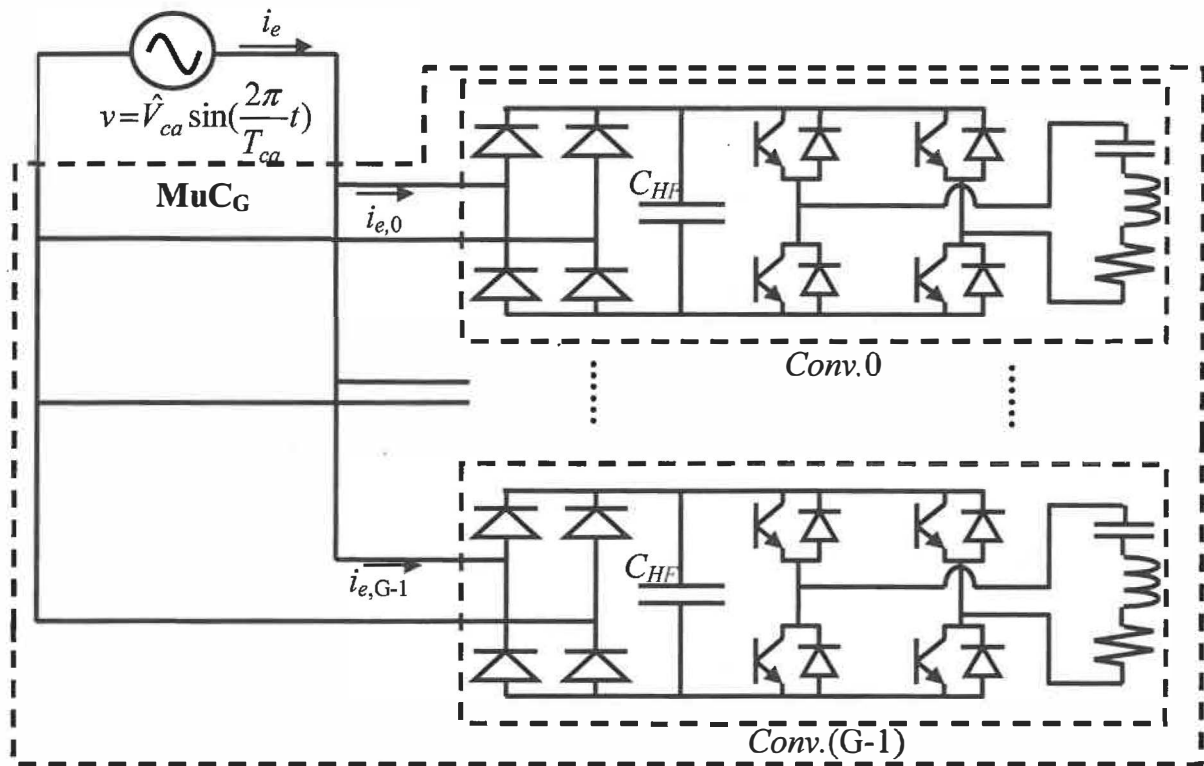 i_e
v=V̂_ca sin(2π/T_ca t)
MuC_G
i_e,0
C_HF
Conv.0
i_e,G-1
C_HF
Conv.(G-1)